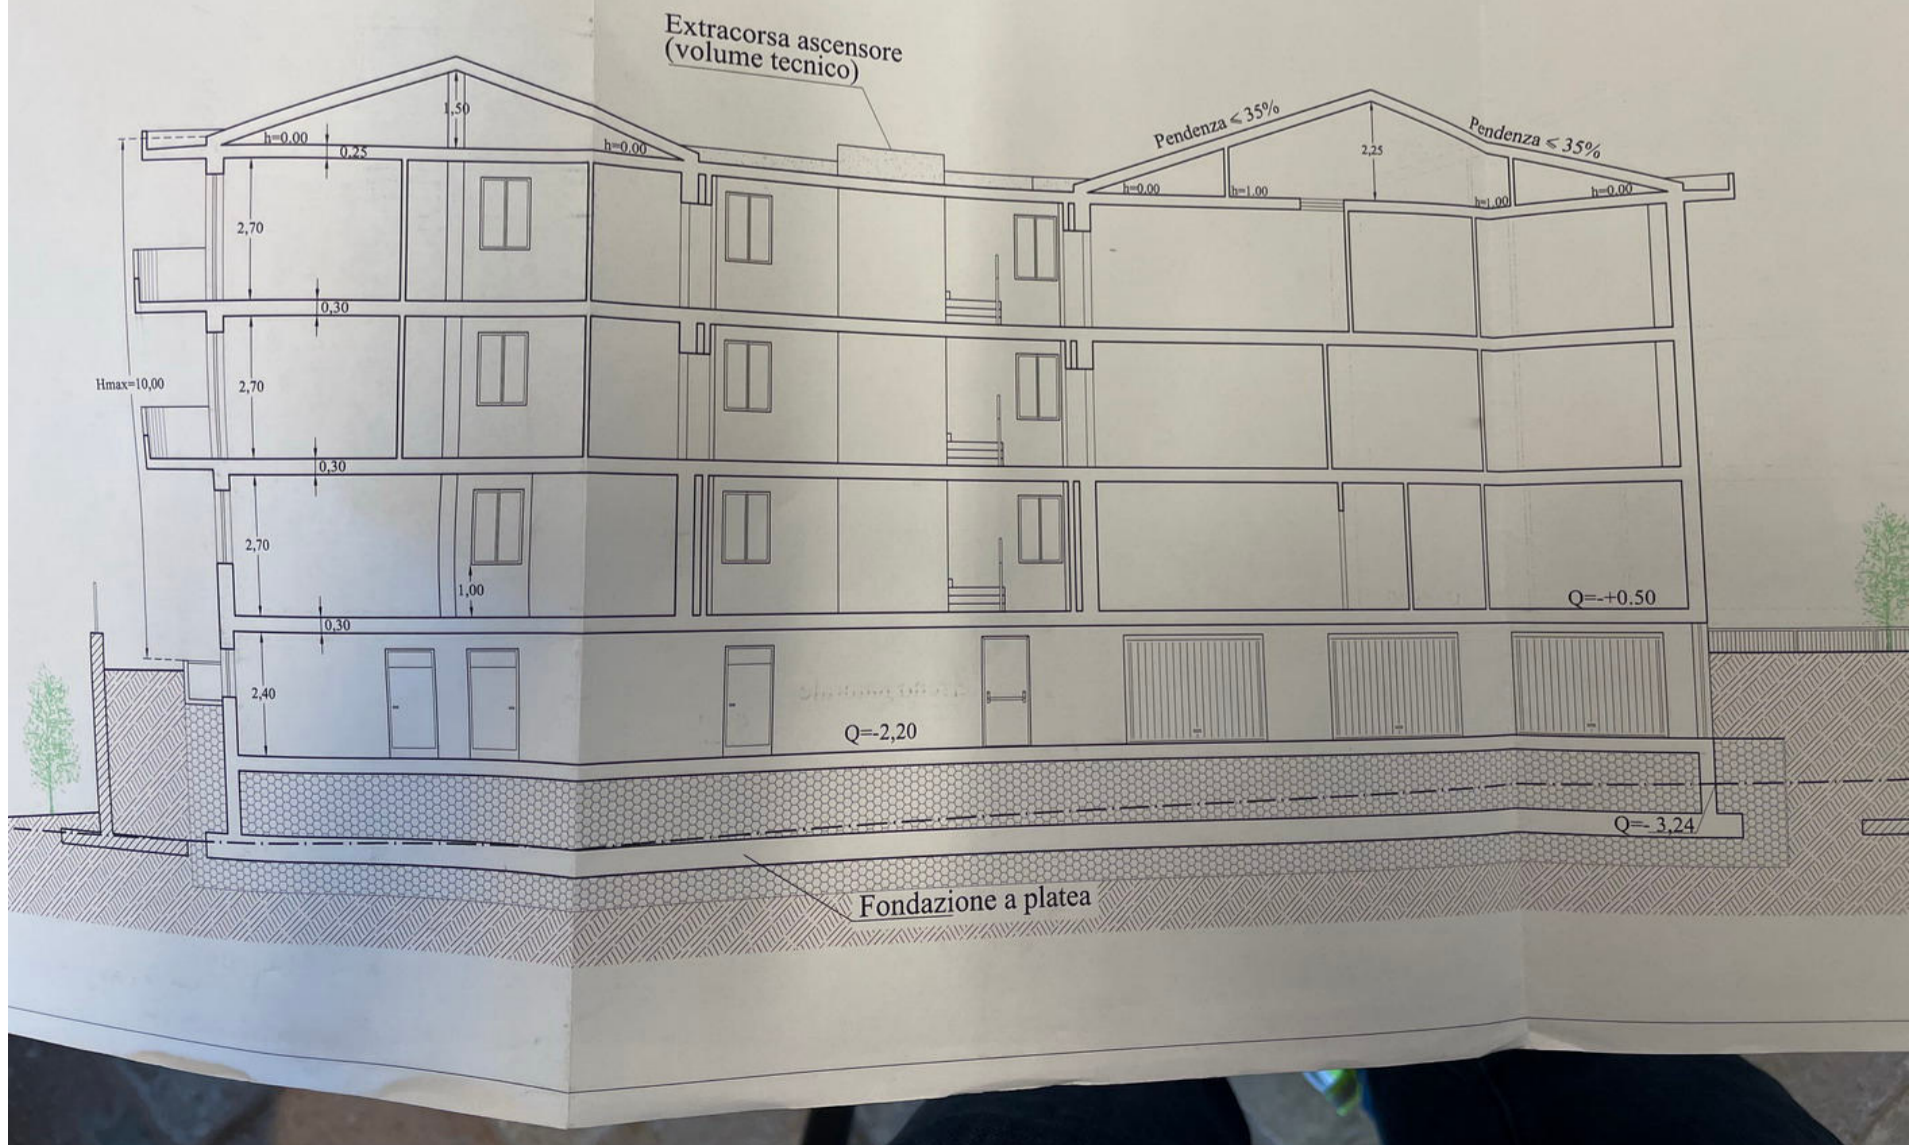 Extracorsa ascensore
(volume tecnico)
1,50
Pendenza ≤ 35%
Pendenza ≤ 35%
h=0.00
0,25
h=0.00
2,25
h=0.00
h=1.00
h=1.00
h=0.00
2,70
0,30
Hmax=10,00
2,70
0,30
2,70
1,00
Q=-+0.50
0,30
2,40
Q=-2,20
Q=- 3,24
Fondazione a platea